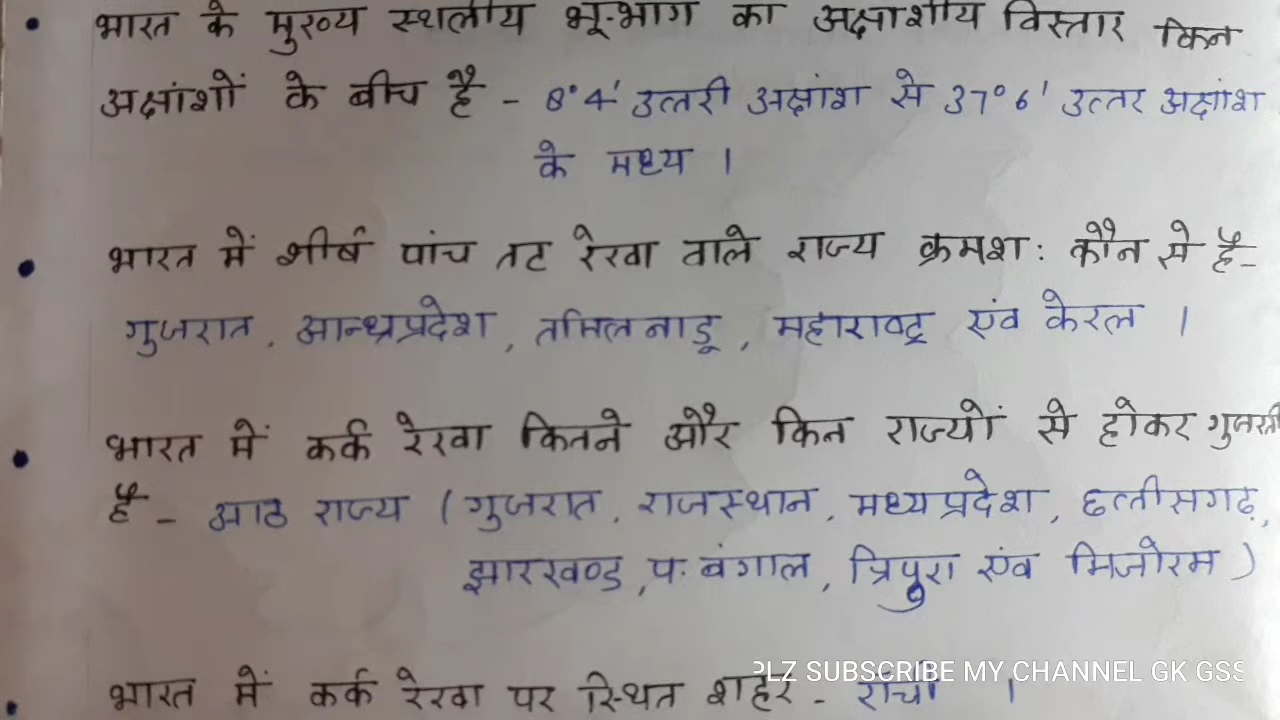 भारत के मुख्य स्थलीय भू-भाग का अक्षाशीय विस्तार किन
अक्षांशों के बीच है - 8°4' उत्तरी अक्षांश से 37°6' उत्तर अक्षांश
के मध्य ।
भारत में शीर्ष पांच तट रेखा वाले राज्य क्रमश: कौन से है -
गुजरात, आन्ध्रप्रदेश, तमिलनाडू, महाराष्ट्र एंव केरल ।
भारत में कर्क रेखा कितने और किन राज्यों से होकर गुजरती
है - आठ राज्य (गुजरात, राजस्थान, मध्यप्रदेश, छत्तीसगढ़,
झारखण्ड, प. बंगाल, त्रिपुरा एंव मिजोरम)
भारत में कर्क रेखा पर स्थित शहर - रांची ।
PLZ SUBSCRIBE MY CHANNEL GK GSS